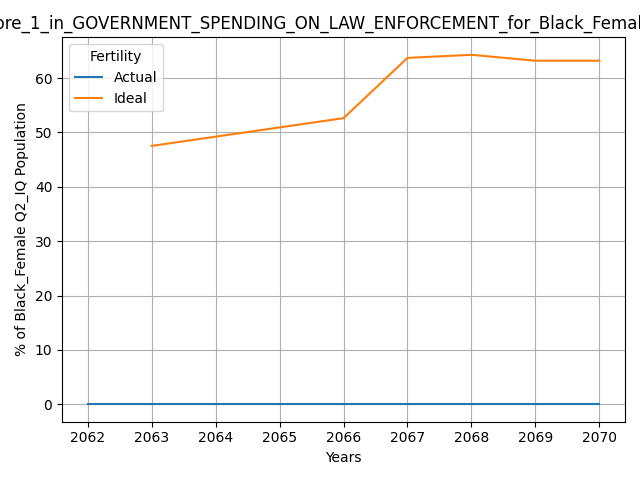 ore_1_in_GOVERNMENT_SPENDING_ON_LAW_ENFORCEMENT_for_Black_Femal
Fertility
Actual
Ideal
% of Black_Female Q2_IQ Population
60
50
40
30
20
10
0
2062 2063 2064 2065 2066 2067 2068 2069 2070
Years